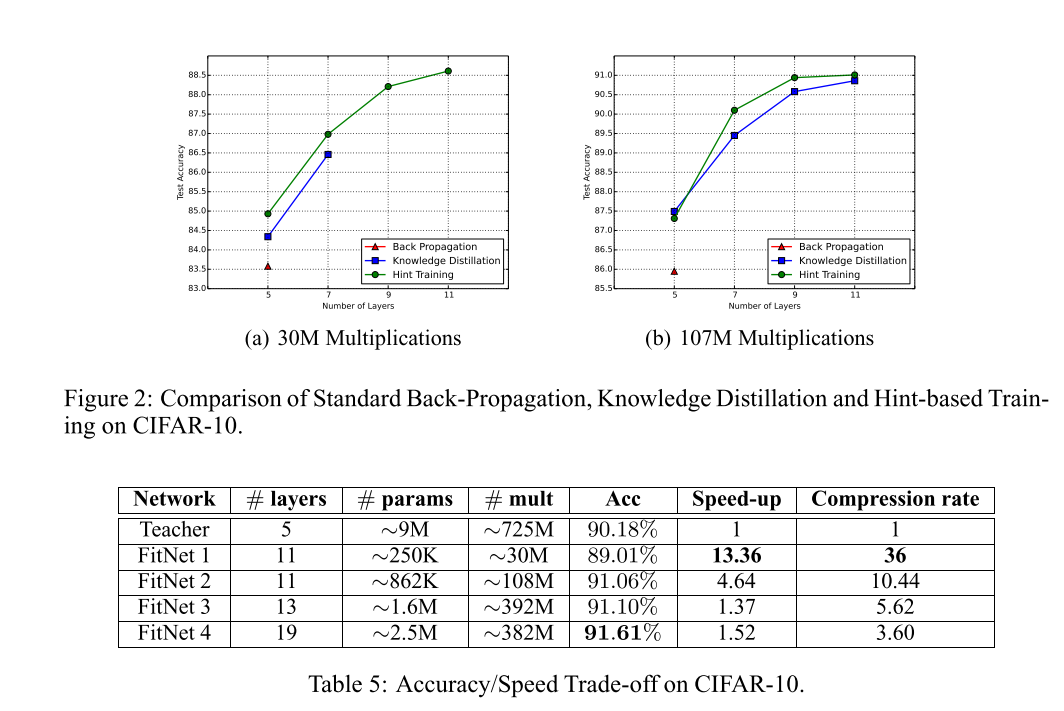 88.5
88.0
87.5
87.0
86.5
86.0
85.5
85.0
84.5
84.0
83.5
83.0
Test Accuracy
5 7 9 11
Number of Layers
Back Propagation
Knowledge Distillation
Hint Training
(a) 30M Multiplications
91.0
90.5
90.0
89.5
89.0
88.5
88.0
87.5
87.0
86.5
86.0
85.5
Test Accuracy
5 7 9 11
Number of Layers
Back Propagation
Knowledge Distillation
Hint Training
(b) 107M Multiplications
Figure 2: Comparison of Standard Back-Propagation, Knowledge Distillation and Hint-based Train-
ing on CIFAR-10.
Network # layers # params # mult Acc Speed-up Compression rate
Teacher 5 ∼9M ∼725M 90.18% 1 1
FitNet 1 11 ∼250K ∼30M 89.01% 13.36 36
FitNet 2 11 ∼862K ∼108M 91.06% 4.64 10.44
FitNet 3 13 ∼1.6M ∼392M 91.10% 1.37 5.62
FitNet 4 19 ∼2.5M ∼382M 91.61% 1.52 3.60
Table 5: Accuracy/Speed Trade-off on CIFAR-10.